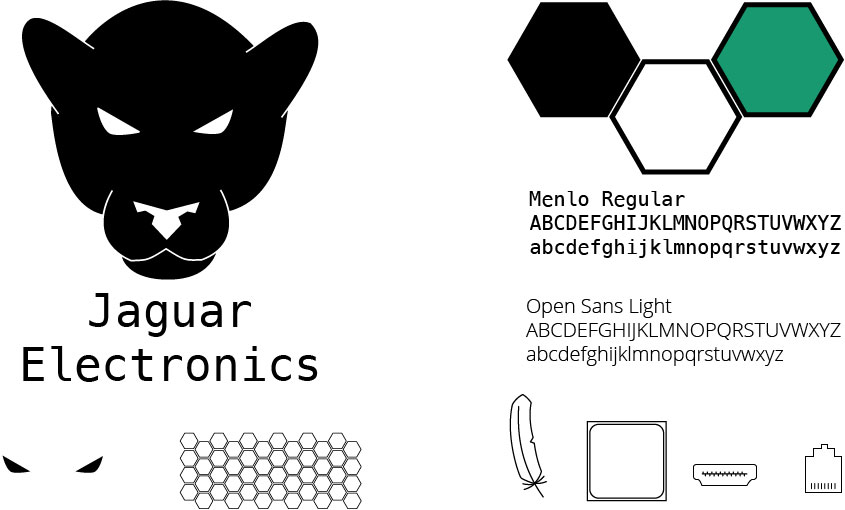 Jaguar
Electronics
Menlo Regular
ABCDEFGHIJKLMNOPQRSTUVWXYZ
abcdefghijklmnopqrstuvwxyz
Open Sans Light
ABCDEFGHIJKLMNOPQRSTUVWXYZ
abcdefghijklmnopqrstuvwxyz